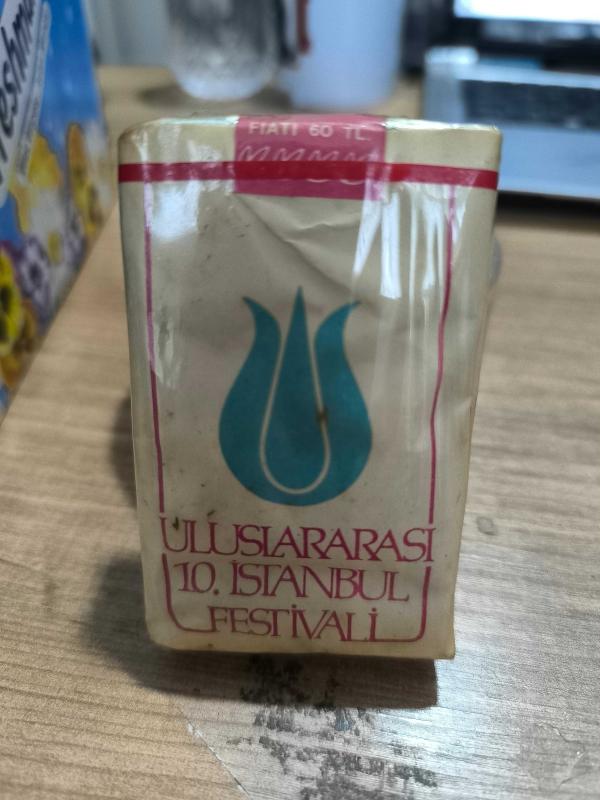 FİATI 60 TL.
ULUSLARARASI
10. İSTANBUL
FESTİVALİ